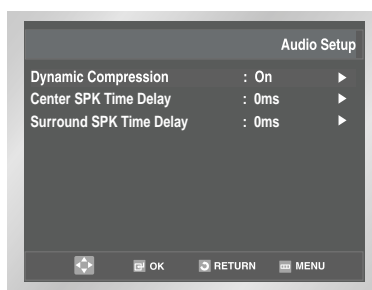 Audio Setup
Dynamic Compression : On
Center SPK Time Delay : 0ms
Surround SPK Time Delay : 0ms
OK RETURN MENU